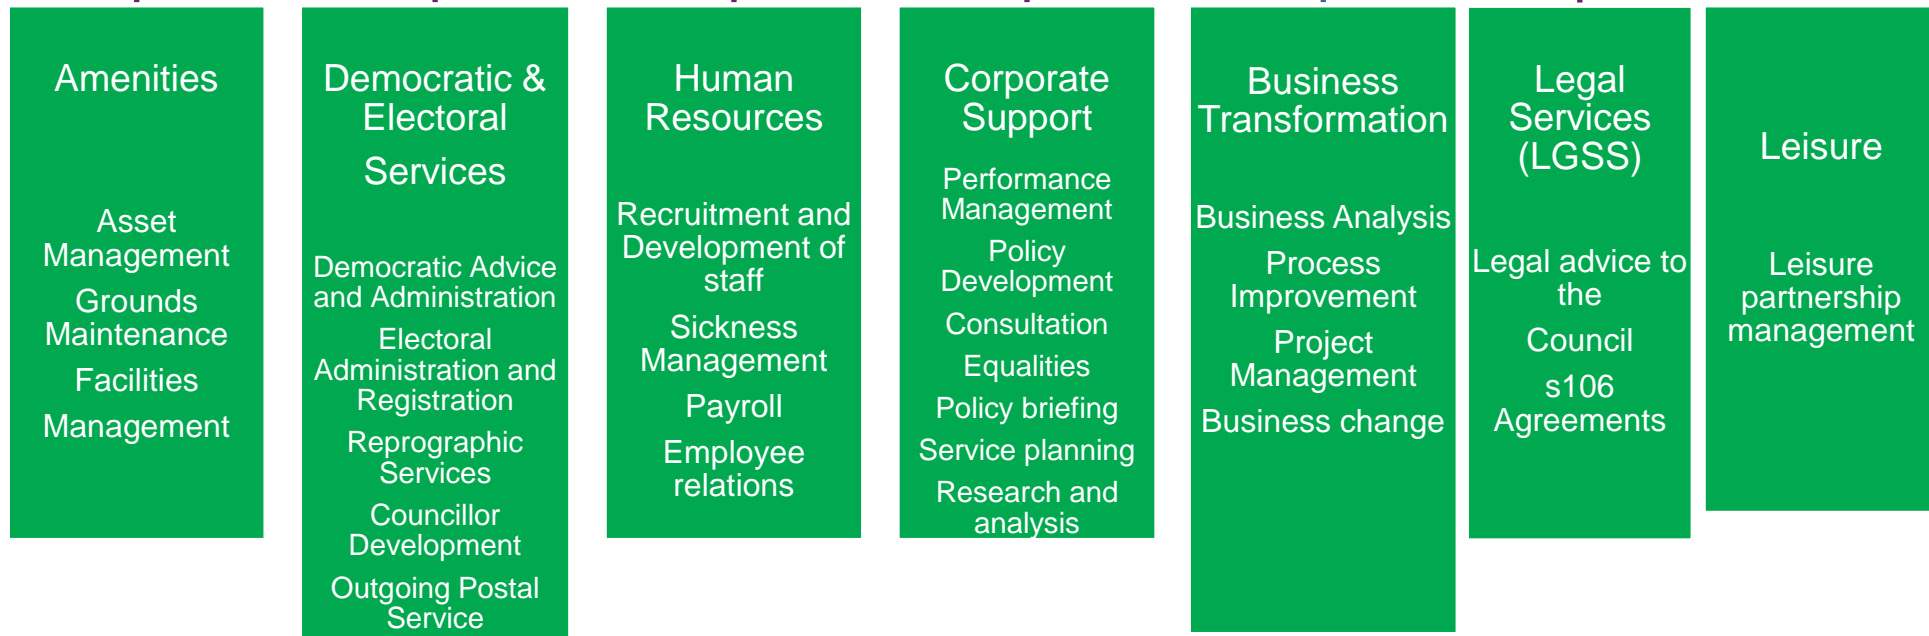 Amenities
Asset
Management
Grounds
Maintenance
Facilities
Management
Democratic &
Electoral
Services
Democratic Advice
and Administration
Electoral
Administration and
Registration
Reprographic
Services
Councillor
Development
Outgoing Postal
Service
Human
Resources
Recruitment and
Development of
staff
Sickness
Management
Payroll
Employee
relations
Corporate
Support
Performance
Management
Policy
Development
Consultation
Equalities
Policy briefing
Service planning
Research and
analysis
Business
Transformation
Business Analysis
Process
Improvement
Project
Management
Business change
Legal
Services
(LGSS)
Legal advice to
the
Council
s106
Agreements
Leisure
Leisure
partnership
management